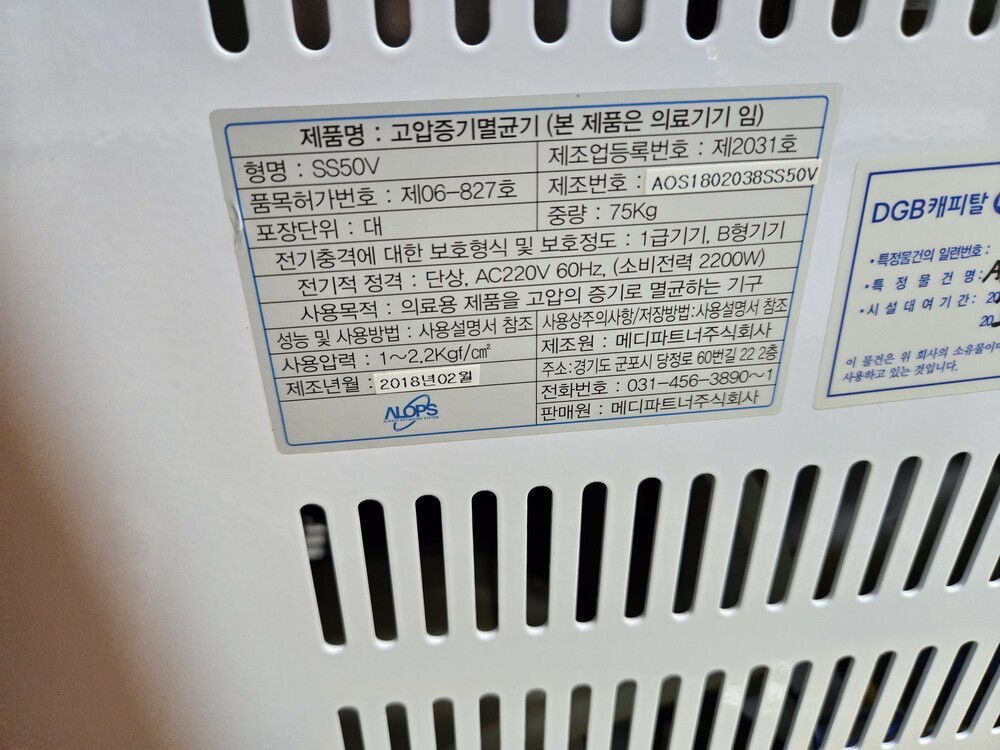 제품명 : 고압증기멸균기 (본 제품은 의료기기 임)
형명 : SS50V
제조업등록번호 : 제2031호
품목허가번호 : 제06-827호
제조번호 : AOS1802038SS50V
포장단위 : 대
중량 : 75Kg
전기충격에 대한 보호형식 및 보호정도 : 1급기기, B형기기
전기적 정격 : 단상, AC220V 60Hz, (소비전력 2200W)
사용목적 : 의료용 제품을 고압의 증기로 멸균하는 기구
성능 및 사용방법 : 사용설명서 참조
사용상주의사항/저장방법:사용설명서 참조
사용압력 : 1~2.2Kgf/㎠
제조원 : 메디파트너주식회사
제조년월 : 2018년02월
주소:경기도 군포시 당정로 60번길 22 2층
전화번호 : 031-456-3890~1
판매원 : 메디파트너주식회사
ALOPS
DGB캐피탈
•특정물건의 일련번호 :
•특 정 물 건 명 :
•시 설 대 여 기 간 : 20
20
이 물건은 위 회사의
사용하고 있는 것입니다.